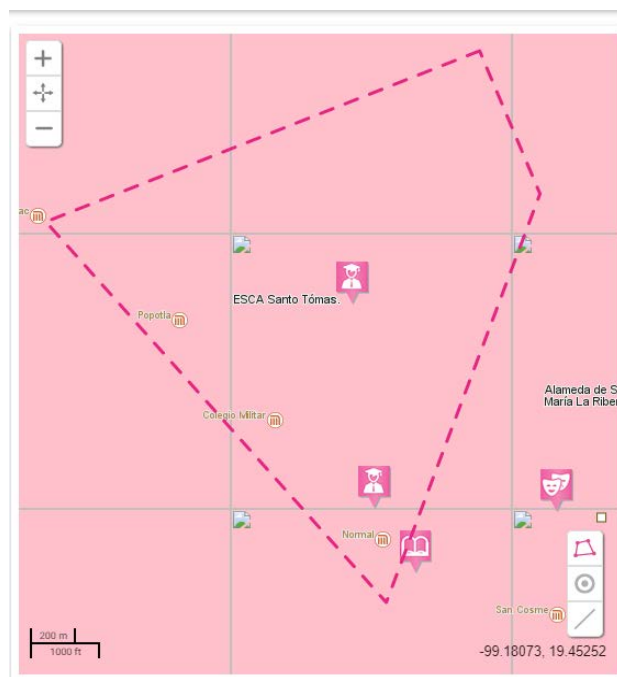 ac
Popotla
ESCA Santo Tómas.
Colegio Militar
Alameda de S
María La Riber
Normal
San Cosme
200 m
1000 ft
-99.18073, 19.45252